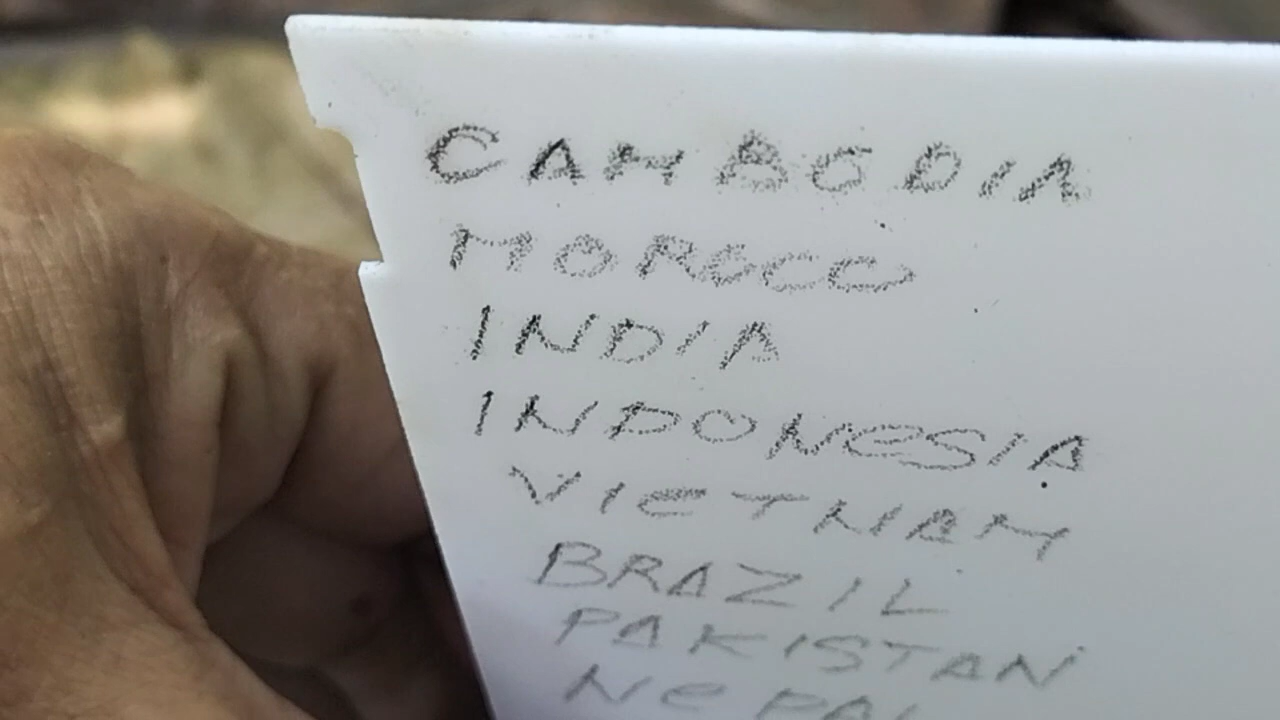 CAMBODIA
MOROCCO
INDIA
INDONeSIA
VIETNAM
BRAZIL
PAKISTAN
NePAL